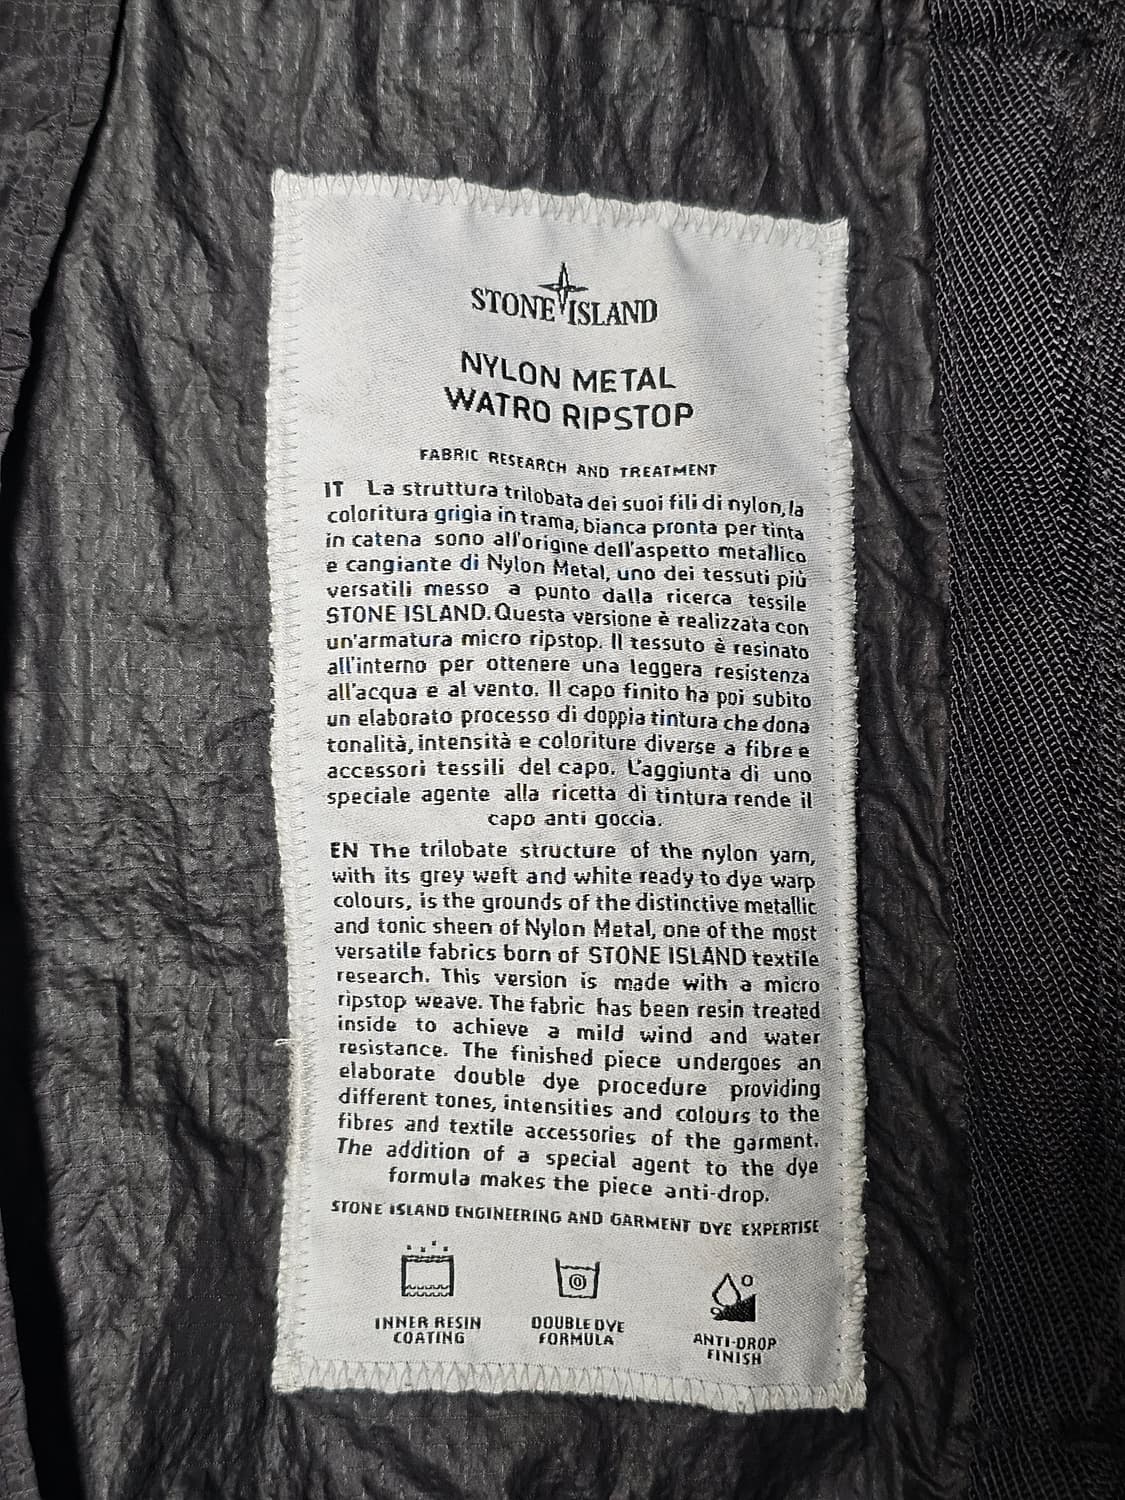 STONE ISLAND
NYLON METAL
WATRO RIPSTOP
FABRIC RESEARCH AND TREATMENT
IT La struttura trilobata dei suoi fili di nylon, la
coloritura grigia in trama, bianca pronta per tinta
in catena sono all'origine dell'aspetto metallico
e cangiante di Nylon Metal, uno dei tessuti più
versatili messo a punto dalla ricerca tessile
STONE ISLAND. Questa versione è realizzata con
un'armatura micro ripstop. Il tessuto è resinato
all'interno per ottenere una leggera resistenza
all'acqua e al vento. Il capo finito ha poi subito
un elaborato processo di doppia tintura che dona
tonalità, intensità e coloriture diverse a fibre e
accessori tessili del capo. L'aggiunta di uno
speciale agente alla ricetta di tintura rende il
capo anti goccia.
EN The trilobate structure of the nylon yarn,
with its grey weft and white ready to dye warp
colours, is the grounds of the distinctive metallic
and tonic sheen of Nylon Metal, one of the most
versatile fabrics born of STONE ISLAND textile
research. This version is made with a micro
ripstop weave. The fabric has been resin treated
inside to achieve a mild wind and water
resistance. The finished piece undergoes an
elaborate double dye procedure providing
different tones, intensities and colours to the
fibres and textile accessories of the garment.
The addition of a special agent to the dye
formula makes the piece anti-drop.
STONE ISLAND ENGINEERING AND GARMENT DYE EXPERTISE
INNER RESIN
COATING
DOUBLE DYE
FORMULA
ANTI-DROP
FINISH